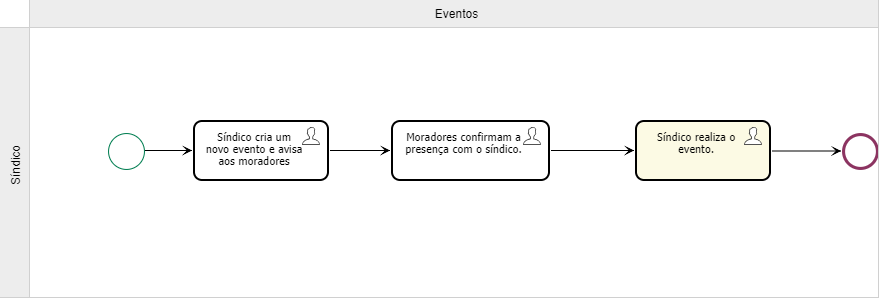 Eventos
Síndico
Síndico cria um
novo evento e avisa
aos moradores
Moradores confirmam a
presença com o síndico.
Síndico realiza o
evento.